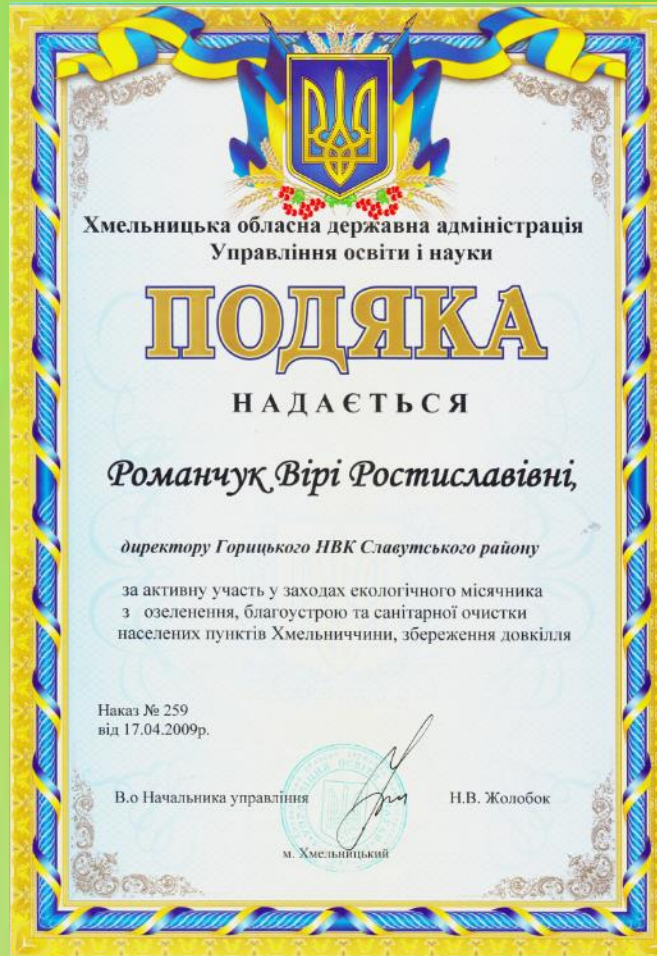 Хмельницька обласна державна адміністрація
Управління освіти і науки
ПОДЯКА
НАДАЄТЬСЯ
Романчук Вірі Ростиславівні,
директору Горицького НВК Славутського району
за активну участь у заходах екологічного місячника
з озеленення, благоустрою та санітарної очистки
населених пунктів Хмельниччини, збереження довкілля
Наказ № 259
від 17.04.2009р.
В.о Начальника управління
Н.В. Жолобок
м. Хмельницький